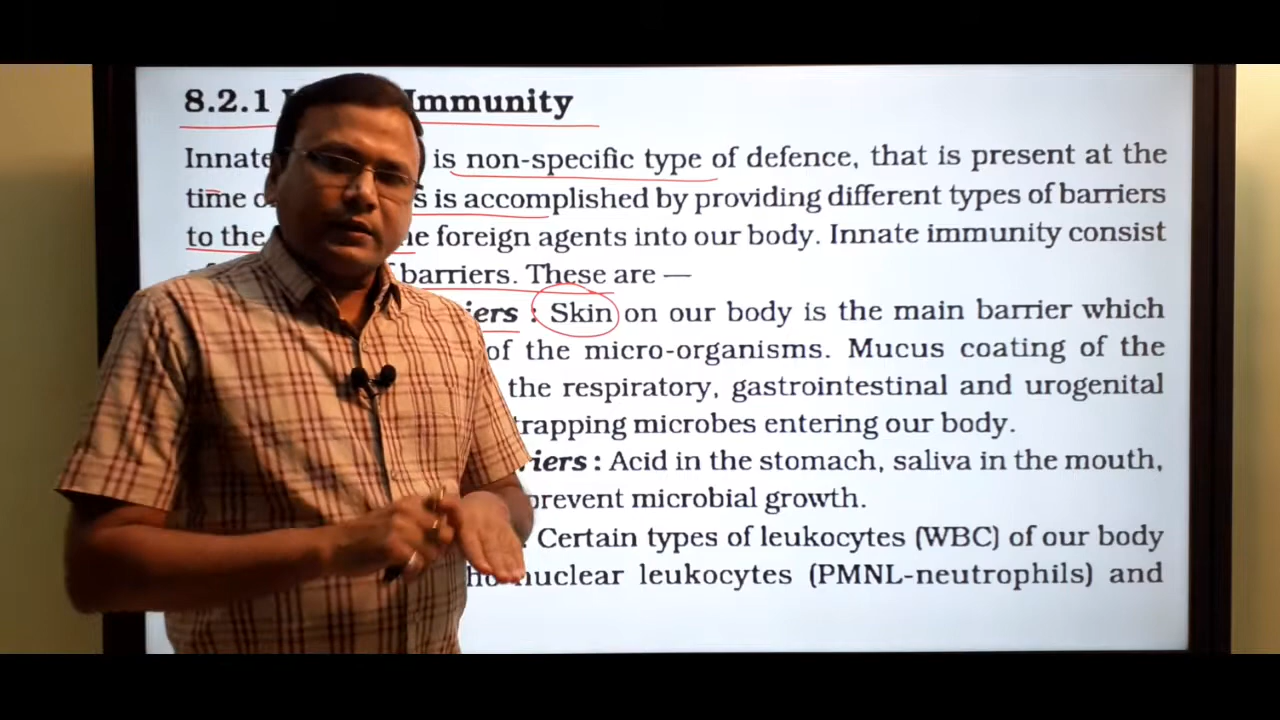 8.2.1 Immunity
Innate is non-specific type of defence, that is present at the
time is accomplished by providing different types of barriers
to the foreign agents into our body. Innate immunity consist
barriers. These are —
: Skin on our body is the main barrier which
of the micro-organisms. Mucus coating of the
the respiratory, gastrointestinal and urogenital
trapping microbes entering our body.
: Acid in the stomach, saliva in the mouth,
prevent microbial growth.
Certain types of leukocytes (WBC) of our body
nuclear leukocytes (PMNL-neutrophils) and